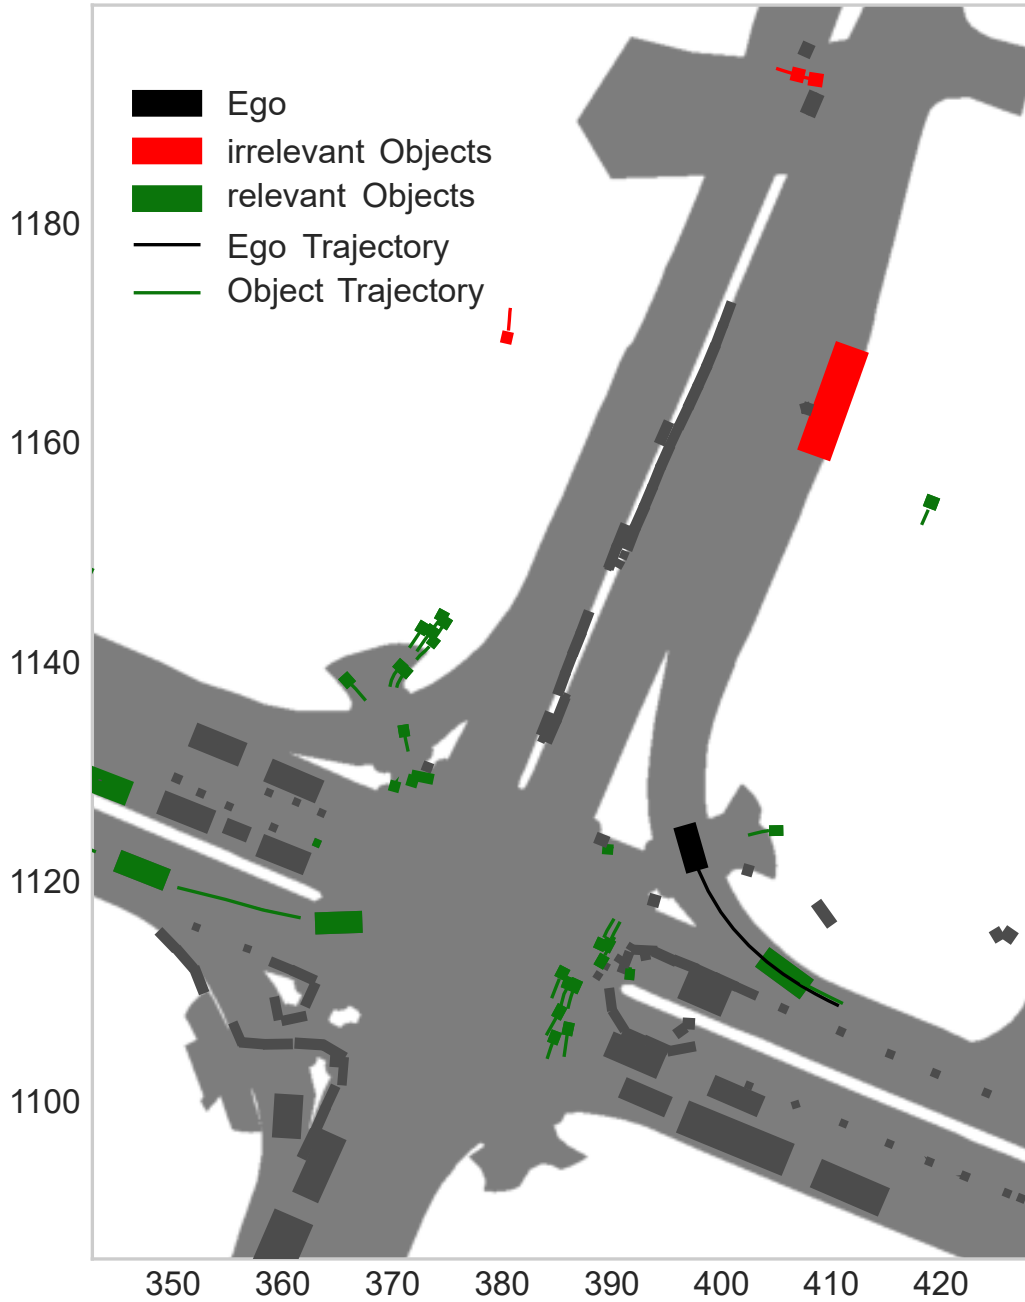 Ego
irrelevant Objects
relevant Objects
Ego Trajectory
Object Trajectory
1180
1160
1140
1120
1100
350 360 370 380 390 400 410 420